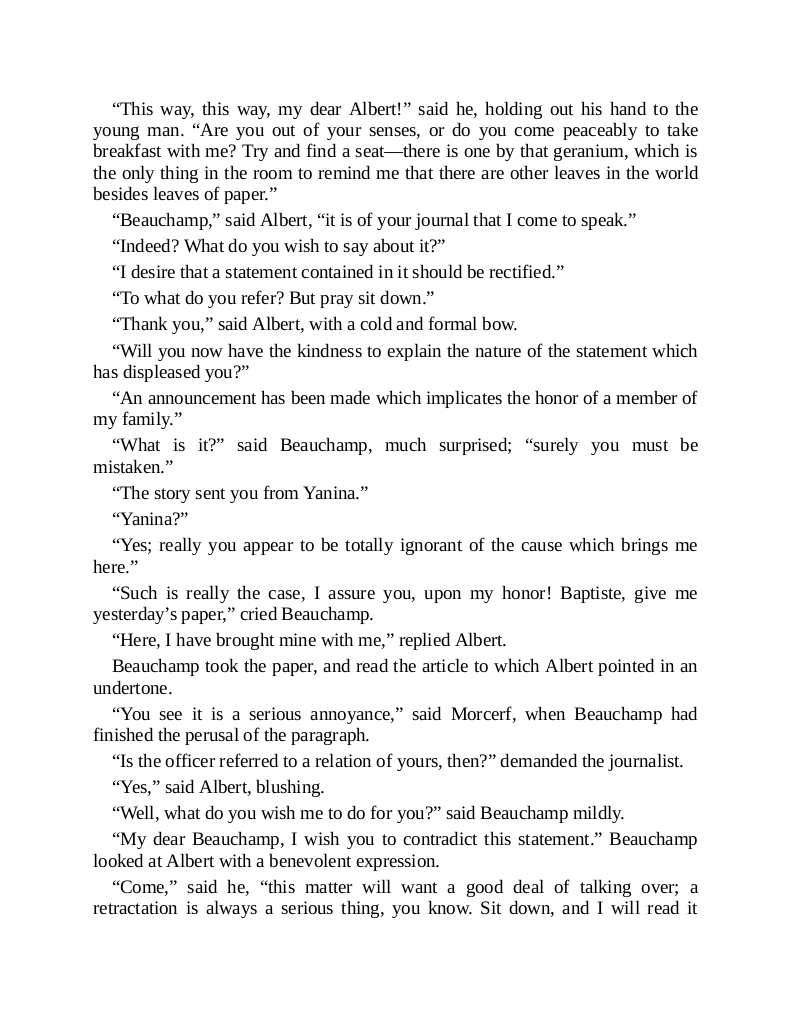 “This way, this way, my dear Albert!” said he, holding out his hand to the
young man. “Are you out of your senses, or do you come peaceably to take
breakfast with me? Try and find a seat—there is one by that geranium, which is
the only thing in the room to remind me that there are other leaves in the world
besides leaves of paper.”
“Beauchamp,” said Albert, “it is of your journal that I come to speak.”
“Indeed? What do you wish to say about it?”
“I desire that a statement contained in it should be rectified.”
“To what do you refer? But pray sit down.”
“Thank you,” said Albert, with a cold and formal bow.
“Will you now have the kindness to explain the nature of the statement which
has displeased you?”
“An announcement has been made which implicates the honor of a member of
my family.”
“What is it?” said Beauchamp, much surprised; “surely you must be
mistaken.”
“The story sent you from Yanina.”
“Yanina?”
“Yes; really you appear to be totally ignorant of the cause which brings me
here.”
“Such is really the case, I assure you, upon my honor! Baptiste, give me
yesterday’s paper,” cried Beauchamp.
“Here, I have brought mine with me,” replied Albert.
Beauchamp took the paper, and read the article to which Albert pointed in an
undertone.
“You see it is a serious annoyance,” said Morcerf, when Beauchamp had
finished the perusal of the paragraph.
“Is the officer referred to a relation of yours, then?” demanded the journalist.
“Yes,” said Albert, blushing.
“Well, what do you wish me to do for you?” said Beauchamp mildly.
“My dear Beauchamp, I wish you to contradict this statement.” Beauchamp
looked at Albert with a benevolent expression.
“Come,” said he, “this matter will want a good deal of talking over; a
retractation is always a serious thing, you know. Sit down, and I will read it